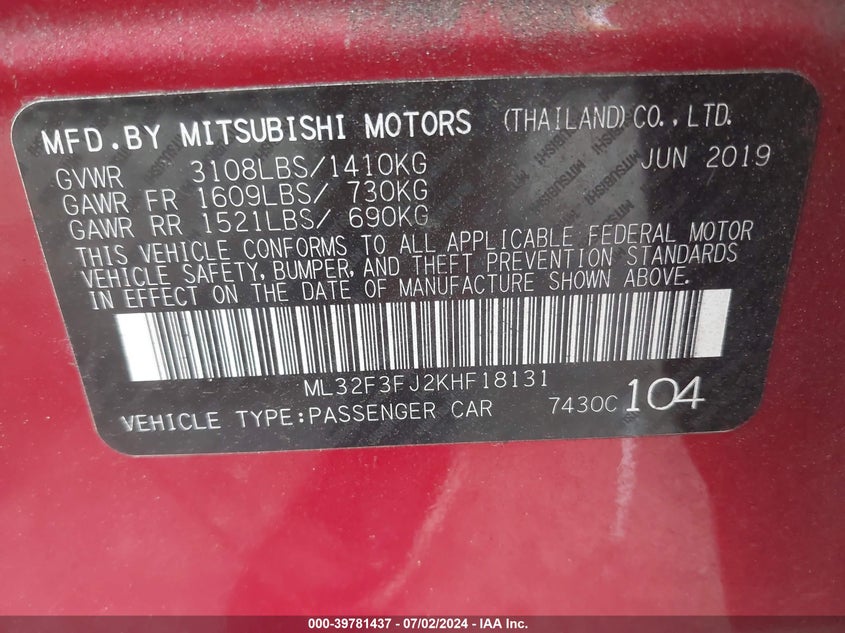 MFD.BY MITSUBISHI MOTORS (THAILAND) CO.,LTD.
GVWR 3108LBS/1410KG JUN 2019
GAWR FR 1609LBS/ 730KG
GAWR RR 1521LBS/ 690KG
THIS VEHICLE CONFORMS TO ALL APPLICABLE FEDERAL MOTOR
VEHICLE SAFETY, BUMPER, AND THEFT PREVENTION STANDARDS
IN EFFECT ON THE DATE OF MANUFACTURE SHOWN ABOVE.
ML32F3FJ2KHF18131
VEHICLE TYPE:PASSENGER CAR 7430C 104
000-39781437 - 07/02/2024 - IAA Inc.